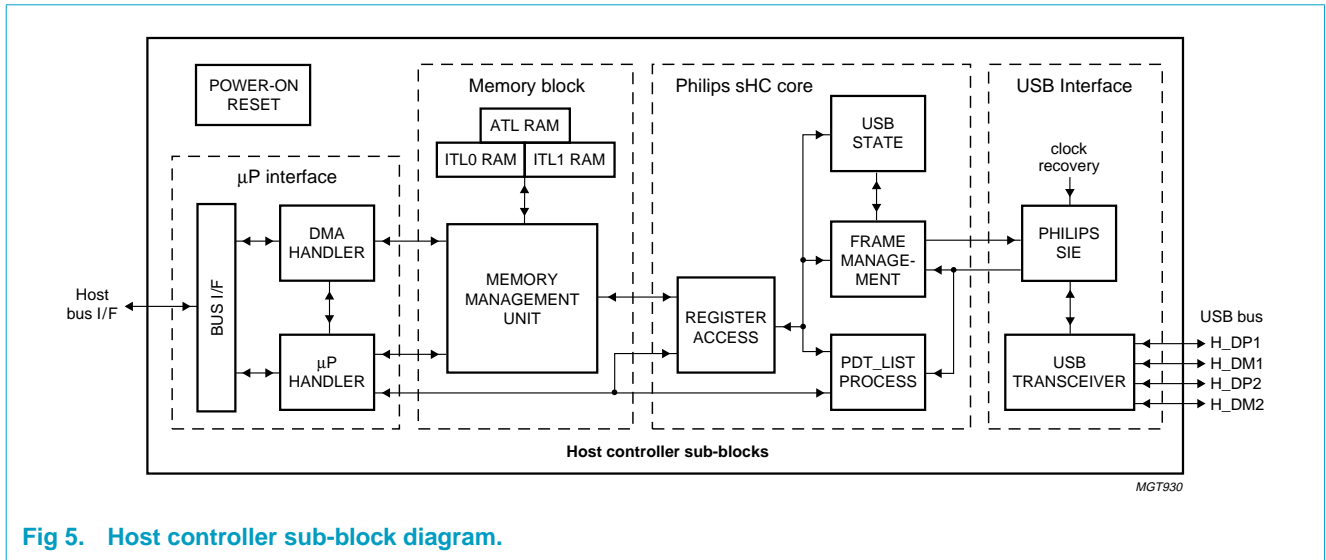 POWER-ON
RESET
Memory block
Philips sHC core
USB Interface
ATL RAM
ITL0 RAM
ITL1 RAM
USB
STATE
clock
recovery
μP interface
BUS I/F
DMA
HANDLER
MEMORY
MANAGEMENT
UNIT
FRAME
MANAGE-
MENT
PHILIPS
SIE
Host
bus I/F
REGISTER
ACCESS
μP
HANDLER
PDT_LIST
PROCESS
USB
TRANSCEIVER
USB bus
H_DP1
H_DM1
H_DP2
H_DM2
Host controller sub-blocks
MGT930
Fig 5. Host controller sub-block diagram.